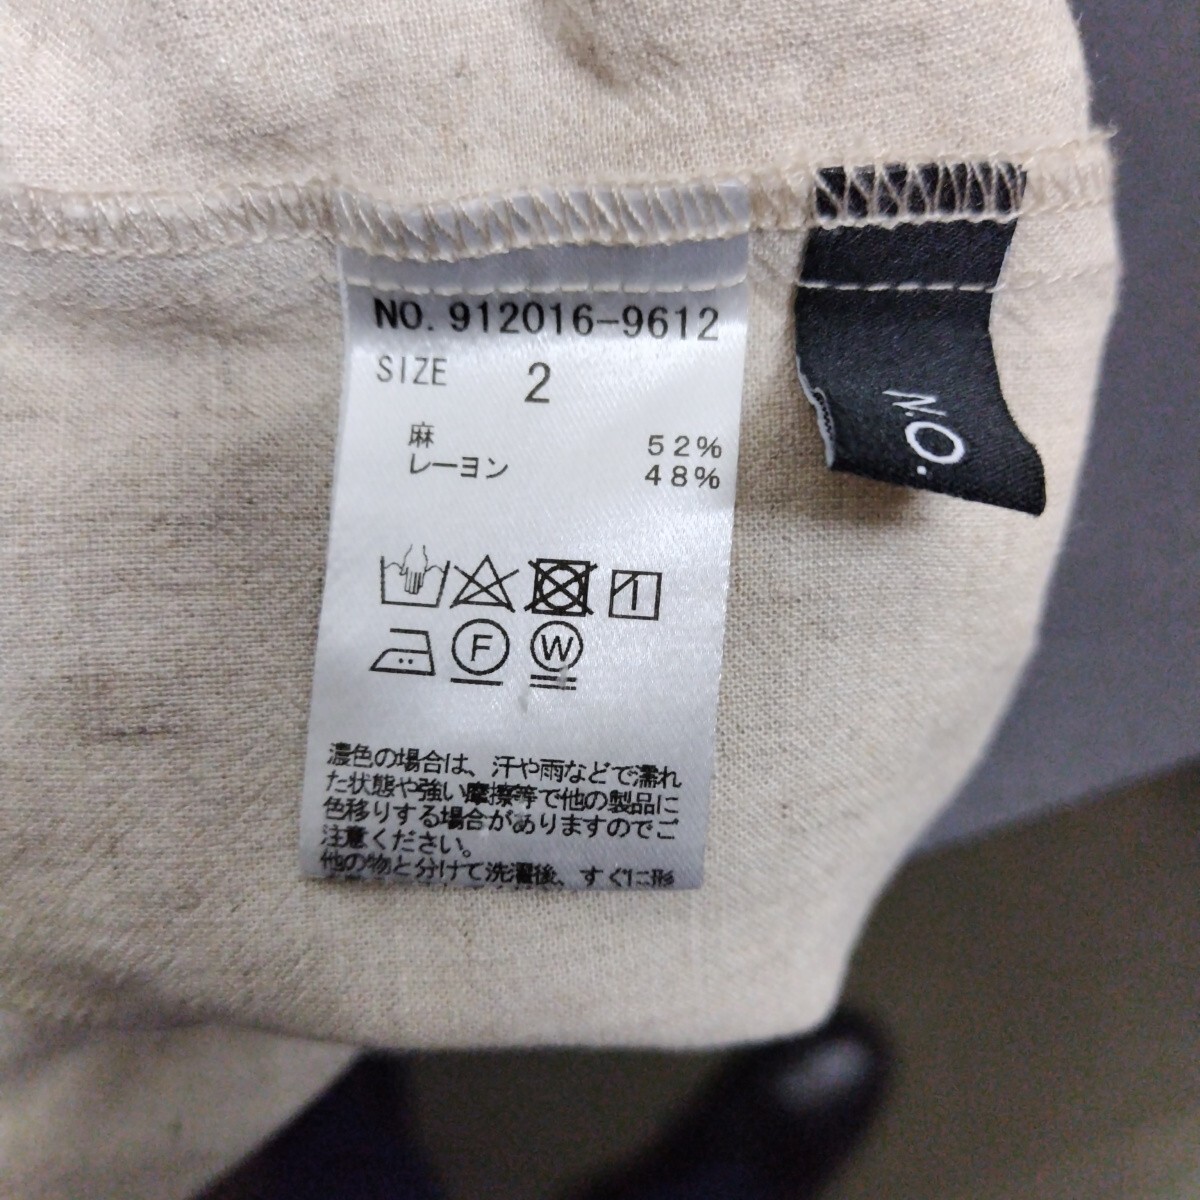 NO. 912016-9612
SIZE 2
麻 52%
レーヨン 48%
F W
濃色の場合は、汗や雨などで濡れ
た状態や強い摩擦等で他の製品に
色移りする場合がありますのでご
注意ください。
他の物と分けて洗濯後、すぐに形
N.O.